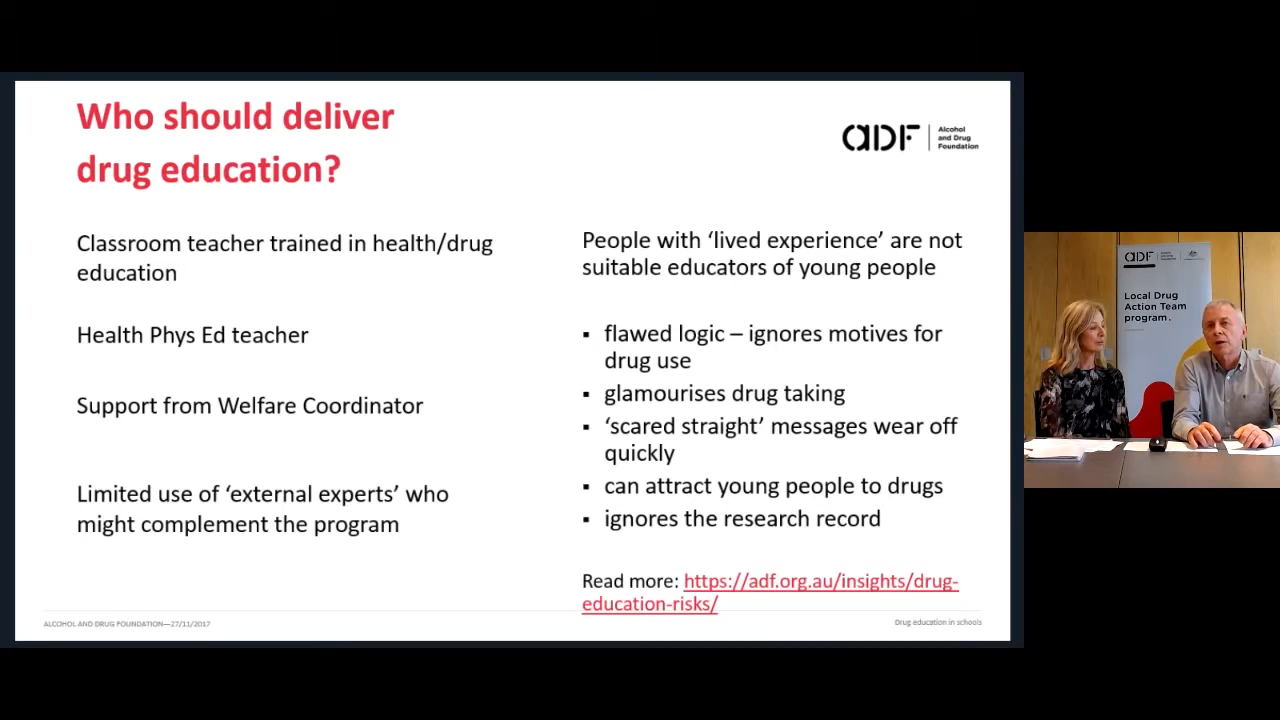 Who should deliver
drug education?
aDF
Alcohol
and Drug
Foundation
Classroom teacher trained in health/drug
education
Health Phys Ed teacher
Support from Welfare Coordinator
Limited use of ‘external experts’ who
might complement the program
People with ‘lived experience’ are not
suitable educators of young people
▪ flawed logic – ignores motives for
drug use
▪ glamourises drug taking
▪ ‘scared straight’ messages wear off
quickly
▪ can attract young people to drugs
▪ ignores the research record
Read more: https://adf.org.au/insights/drug-
education-risks/
ALCOHOL AND DRUG FOUNDATION—27/11/2017
Drug education in schools
aDF
Local Drug
Action Team
program.